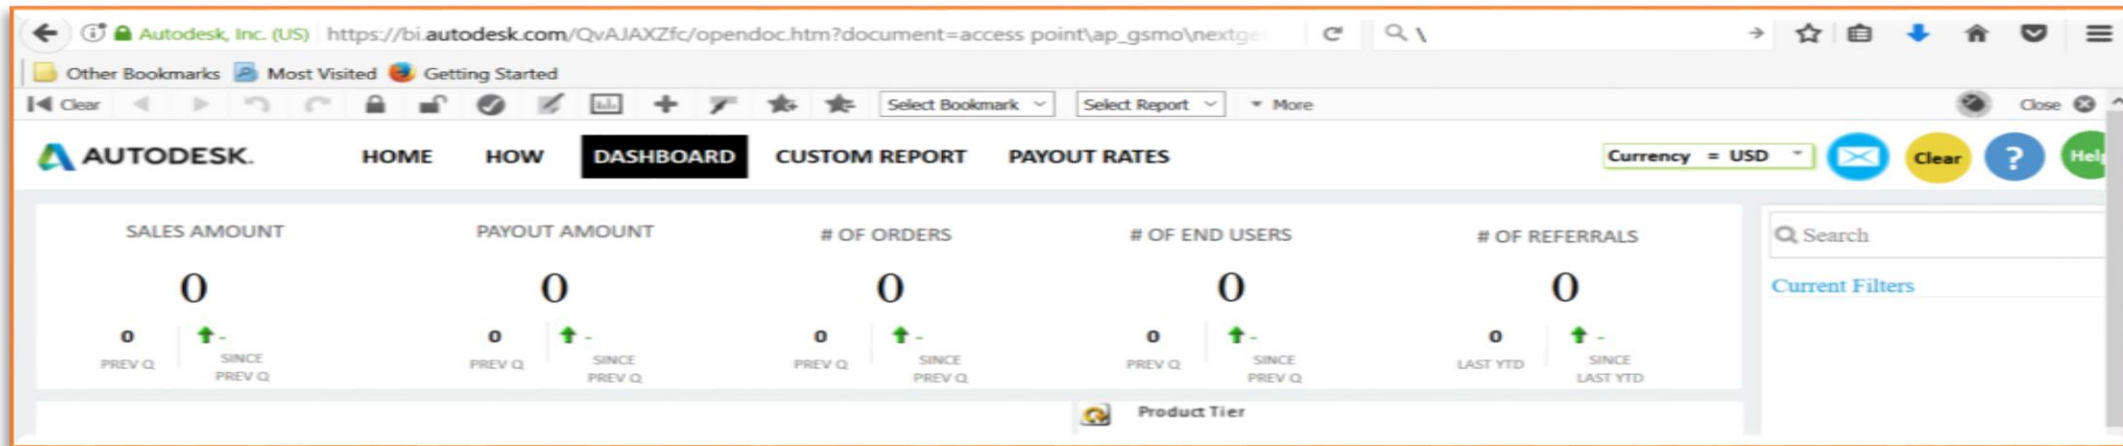 Autodesk, Inc. (US) https://bi.autodesk.com/QvAJAXZfc/opendoc.htm?document=access point\ap_gsmo\nextge \
Other Bookmarks Most Visited Getting Started
Clear Select Bookmark Select Report More Close
AUTODESK. HOME HOW DASHBOARD CUSTOM REPORT PAYOUT RATES Currency = USD Clear ? Help
SALES AMOUNT PAYOUT AMOUNT # OF ORDERS # OF END USERS # OF REFERRALS Search
0 0 0 0 0 Current Filters
0 - 0 - 0 - 0 - 0 -
PREV Q SINCE PREV Q SINCE PREV Q SINCE PREV Q SINCE LAST YTD SINCE
PREV Q PREV Q PREV Q PREV Q LAST YTD
Product Tier